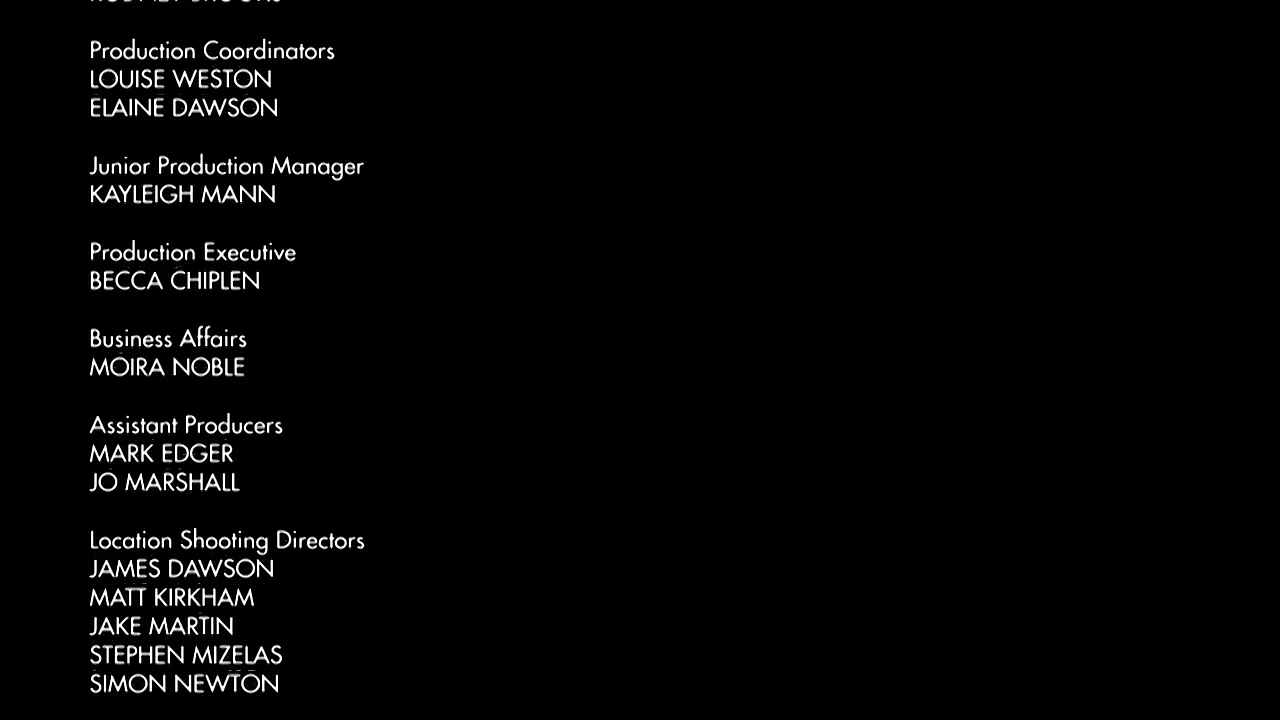 Production Coordinators
LOUISE WESTON
ELAINE DAWSON
Junior Production Manager
KAYLEIGH MANN
Production Executive
BECCA CHIPLEN
Business Affairs
MOIRA NOBLE
Assistant Producers
MARK EDGER
JO MARSHALL
Location Shooting Directors
JAMES DAWSON
MATT KIRKHAM
JAKE MARTIN
STEPHEN MIZELAS
SIMON NEWTON